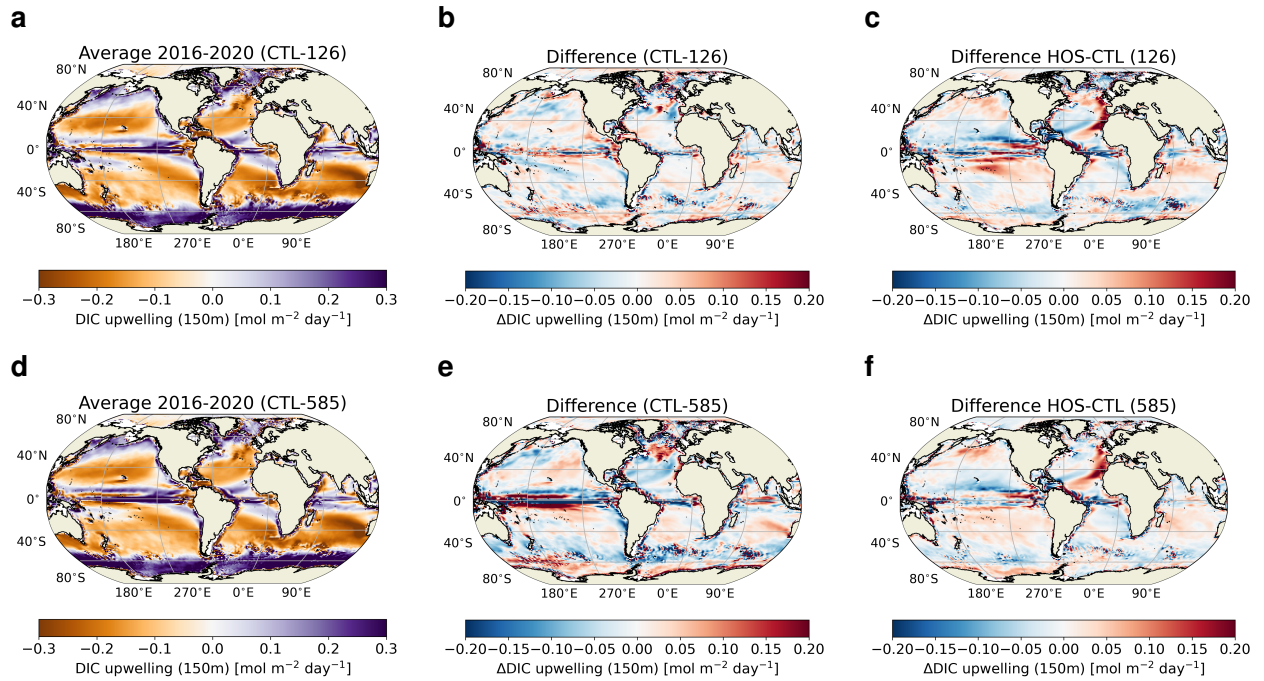 a
b
c
Average 2016-2020 (CTL-126)
Difference (CTL-126)
Difference HOS-CTL (126)
80°N
40°N
0°
40°S
80°S
180°E 270°E 0°E 90°E
80°N
40°N
0°
40°S
80°S
180°E 270°E 0°E 90°E
80°N
40°N
0°
40°S
80°S
180°E 270°E 0°E 90°E
−0.3 −0.2 −0.1 0.0 0.1 0.2 0.3
DIC upwelling (150m) [mol m⁻² day⁻¹]
−0.20 −0.15 −0.10 −0.05 0.00 0.05 0.10 0.15 0.20
ΔDIC upwelling (150m) [mol m⁻² day⁻¹]
−0.20 −0.15 −0.10 −0.05 0.00 0.05 0.10 0.15 0.20
ΔDIC upwelling (150m) [mol m⁻² day⁻¹]
d
e
f
Average 2016-2020 (CTL-585)
Difference (CTL-585)
Difference HOS-CTL (585)
80°N
40°N
0°
40°S
80°S
180°E 270°E 0°E 90°E
80°N
40°N
0°
40°S
80°S
180°E 270°E 0°E 90°E
80°N
40°N
0°
40°S
80°S
180°E 270°E 0°E 90°E
−0.3 −0.2 −0.1 0.0 0.1 0.2 0.3
DIC upwelling (150m) [mol m⁻² day⁻¹]
−0.20 −0.15 −0.10 −0.05 0.00 0.05 0.10 0.15 0.20
ΔDIC upwelling (150m) [mol m⁻² day⁻¹]
−0.20 −0.15 −0.10 −0.05 0.00 0.05 0.10 0.15 0.20
ΔDIC upwelling (150m) [mol m⁻² day⁻¹]